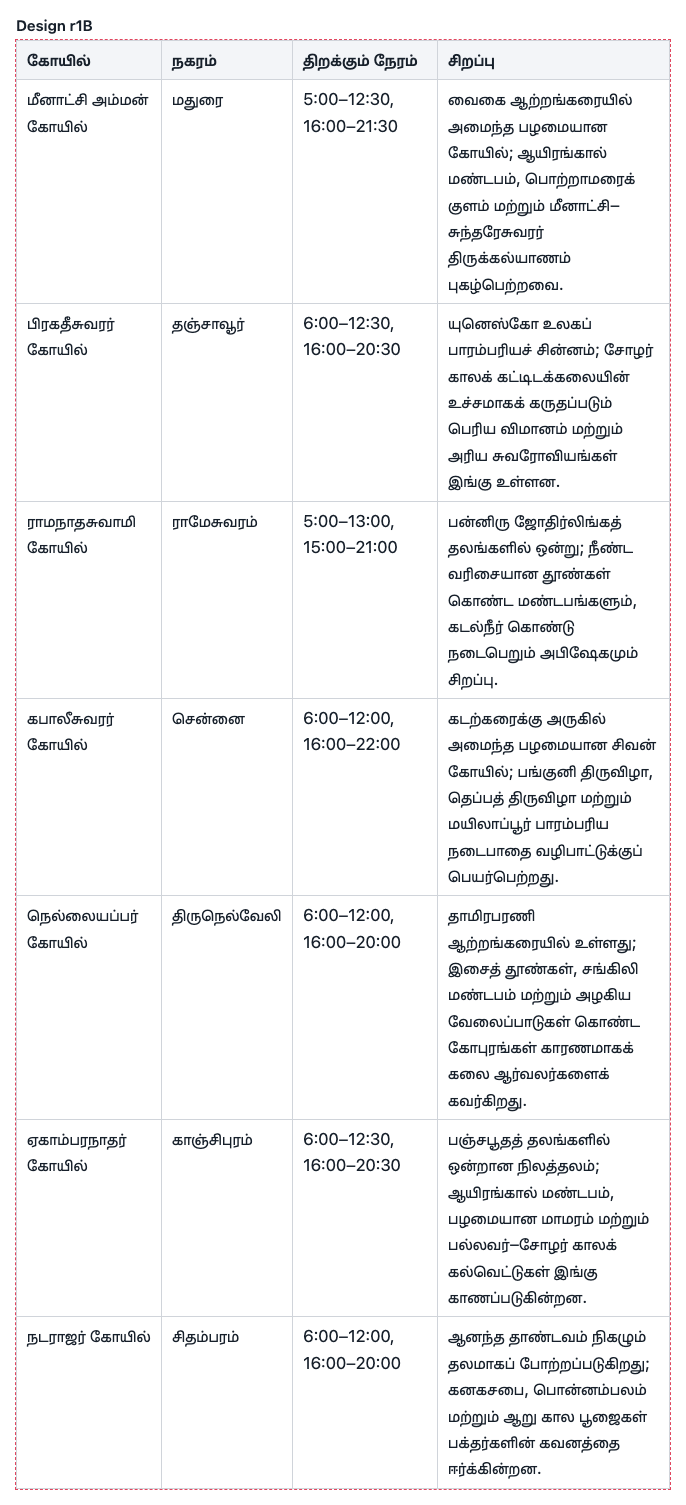 Design r1B
கோயில் நகரம் திறக்கும் நேரம் சிறப்பு
மீனாட்சி அம்மன்
கோயில்
மதுரை
5:00–12:30,
16:00–21:30
வைகை ஆற்றங்கரையில்
அமைந்த பழமையான
கோயில்; ஆயிரங்கால்
மண்டபம், பொற்றாமரைக்
குளம் மற்றும் மீனாட்சி–
சுந்தரேசுவரர்
திருக்கல்யாணம்
புகழ்பெற்றவை.
பிரகதீசுவரர்
கோயில்
தஞ்சாவூர்
6:00–12:30,
16:00–20:30
யுனெஸ்கோ உலகப்
பாரம்பரியச் சின்னம்; சோழர்
காலக் கட்டிடக்கலையின்
உச்சமாகக் கருதப்படும்
பெரிய விமானம் மற்றும்
அரிய சுவரோவியங்கள்
இங்கு உள்ளன.
ராமநாதசுவாமி
கோயில்
ராமேசுவரம்
5:00–13:00,
15:00–21:00
பன்னிரு ஜோதிர்லிங்கத்
தலங்களில் ஒன்று; நீண்ட
வரிசையான தூண்கள்
கொண்ட மண்டபங்களும்,
கடல்நீர் கொண்டு
நடைபெறும் அபிஷேகமும்
சிறப்பு.
கபாலீசுவரர்
கோயில்
சென்னை
6:00–12:00,
16:00–22:00
கடற்கரைக்கு அருகில்
அமைந்த பழமையான சிவன்
கோயில்; பங்குனி திருவிழா,
தெப்பத் திருவிழா மற்றும்
மயிலாப்பூர் பாரம்பரிய
நடைபாதை வழிபாட்டுக்குப்
பெயர்பெற்றது.
நெல்லையப்பர்
கோயில்
திருநெல்வேலி
6:00–12:00,
16:00–20:00
தாமிரபரணி
ஆற்றங்கரையில் உள்ளது;
இசைத் தூண்கள், சங்கிலி
மண்டபம் மற்றும் அழகிய
வேலைப்பாடுகள் கொண்ட
கோபுரங்கள் காரணமாகக்
கலை ஆர்வலர்களைக்
கவர்கிறது.
ஏகாம்பரநாதர்
கோயில்
காஞ்சிபுரம்
6:00–12:30,
16:00–20:30
பஞ்சபூதத் தலங்களில்
ஒன்றான நிலத்தலம்;
ஆயிரங்கால் மண்டபம்,
பழமையான மாமரம் மற்றும்
பல்லவர்–சோழர் காலக்
கல்வெட்டுகள் இங்கு
காணப்படுகின்றன.
நடராஜர் கோயில்
சிதம்பரம்
6:00–12:00,
16:00–20:00
ஆனந்த தாண்டவம் நிகழும்
தலமாகப் போற்றப்படுகிறது;
கனகசபை, பொன்னம்பலம்
மற்றும் ஆறு கால பூஜைகள்
பக்தர்களின் கவனத்தை
ஈர்க்கின்றன.